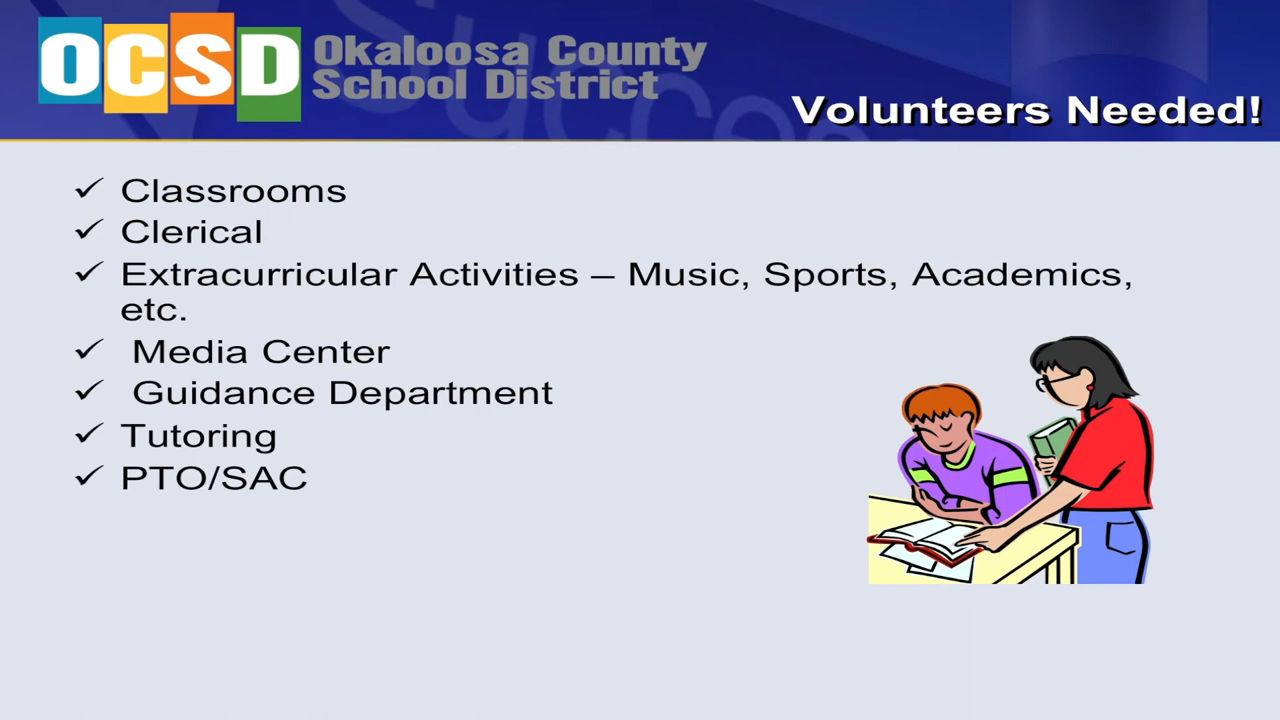 OCSD
Okaloosa County
School District
Succes
Volunteers Needed!
✓ Classrooms
✓ Clerical
✓ Extracurricular Activities – Music, Sports, Academics,
etc.
✓ Media Center
✓ Guidance Department
✓ Tutoring
✓ PTO/SAC